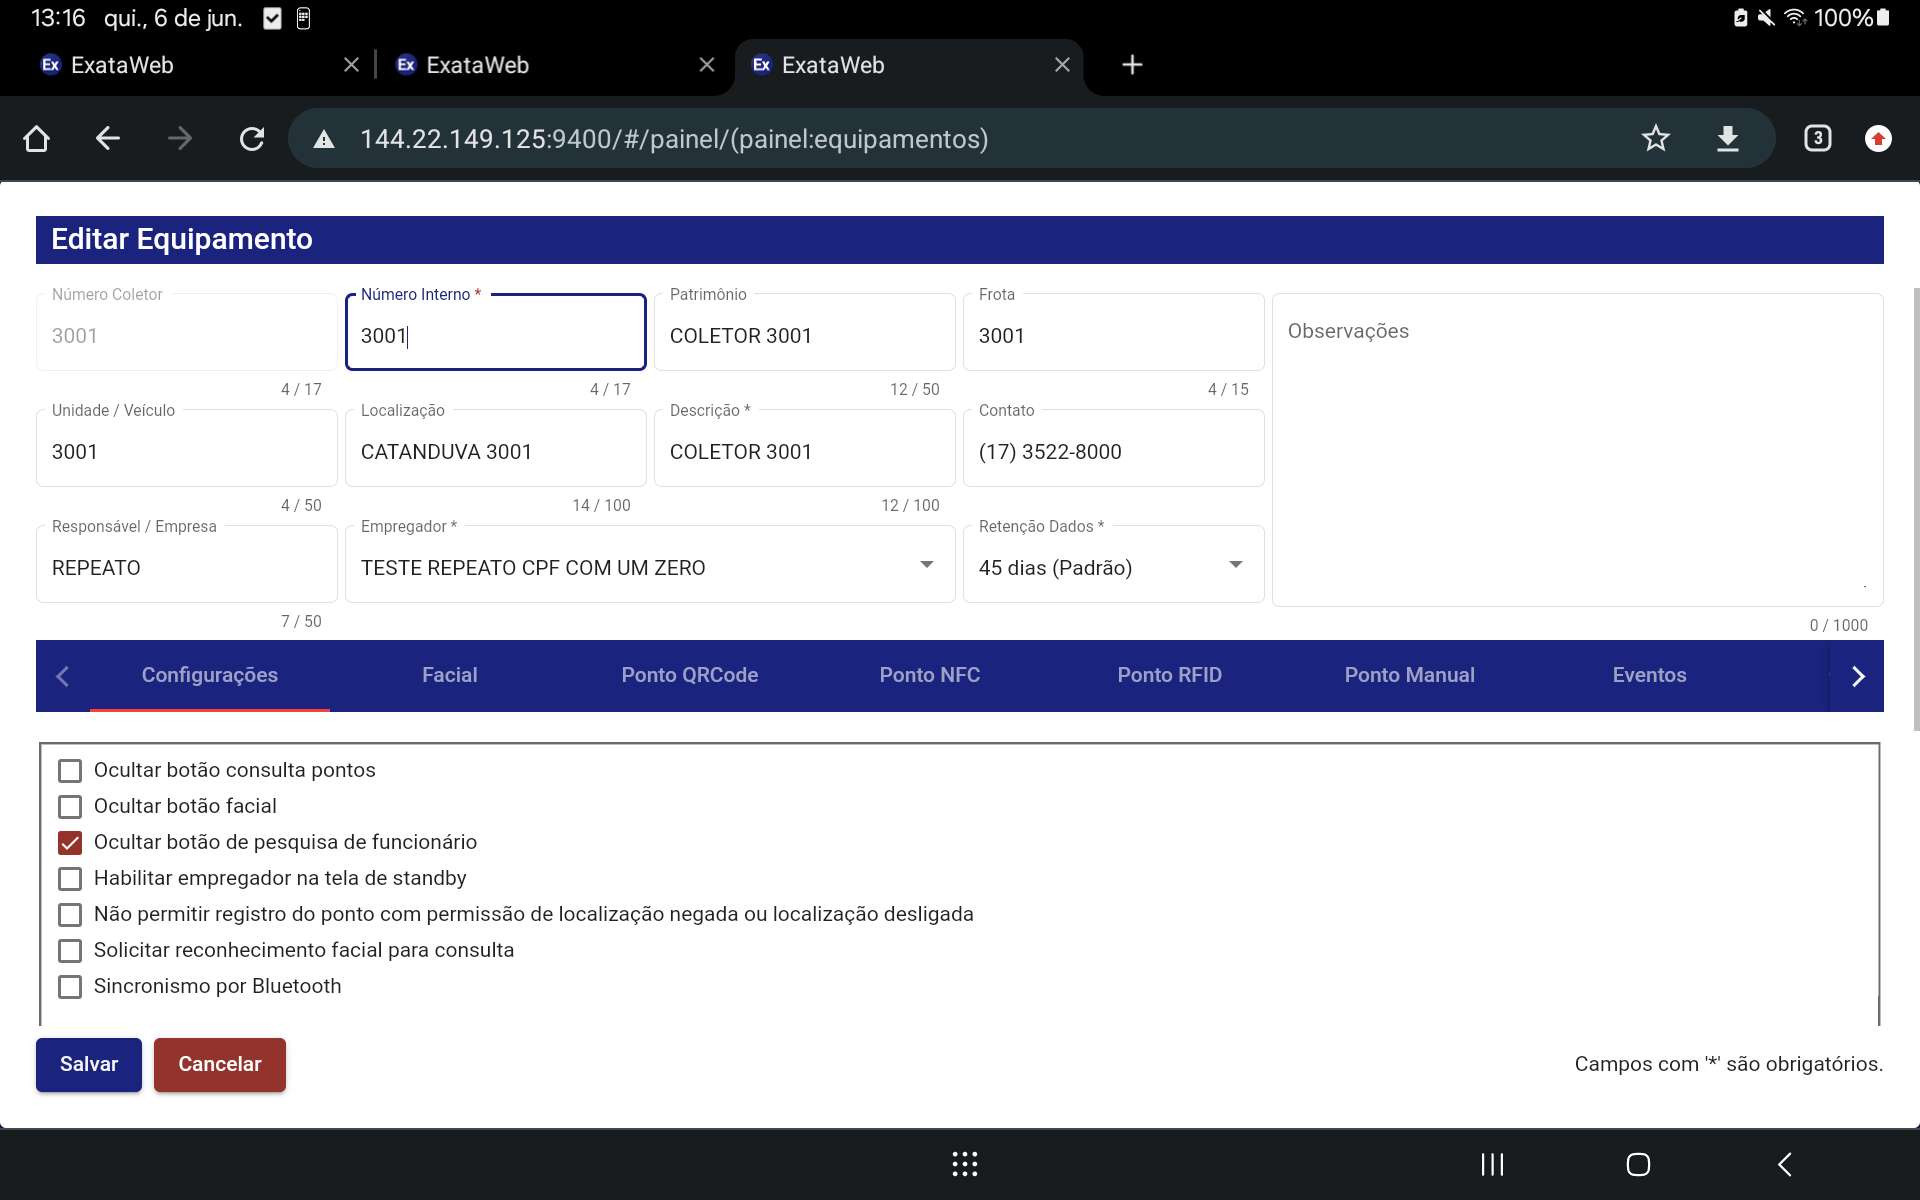 13:16 qui., 6 de jun. 100%
Ex ExataWeb Ex ExataWeb Ex ExataWeb
144.22.149.125:9400/#/painel/(painel:equipamentos) 3
Editar Equipamento
Número Coletor Número Interno * Patrimônio Frota
3001 3001 COLETOR 3001 3001 Observações
4 / 17 4 / 17 12 / 50 4 / 15
Unidade / Veículo Localização Descrição * Contato
3001 CATANDUVA 3001 COLETOR 3001 (17) 3522-8000
4 / 50 14 / 100 12 / 100
Responsável / Empresa Empregador * Retenção Dados *
REPEATO TESTE REPEATO CPF COM UM ZERO 45 dias (Padrão)
7 / 50 0 / 1000
Configurações Facial Ponto QRCode Ponto NFC Ponto RFID Ponto Manual Eventos
Ocultar botão consulta pontos
Ocultar botão facial
Ocultar botão de pesquisa de funcionário
Habilitar empregador na tela de standby
Não permitir registro do ponto com permissão de localização negada ou localização desligada
Solicitar reconhecimento facial para consulta
Sincronismo por Bluetooth
Salvar Cancelar Campos com '*' são obrigatórios.